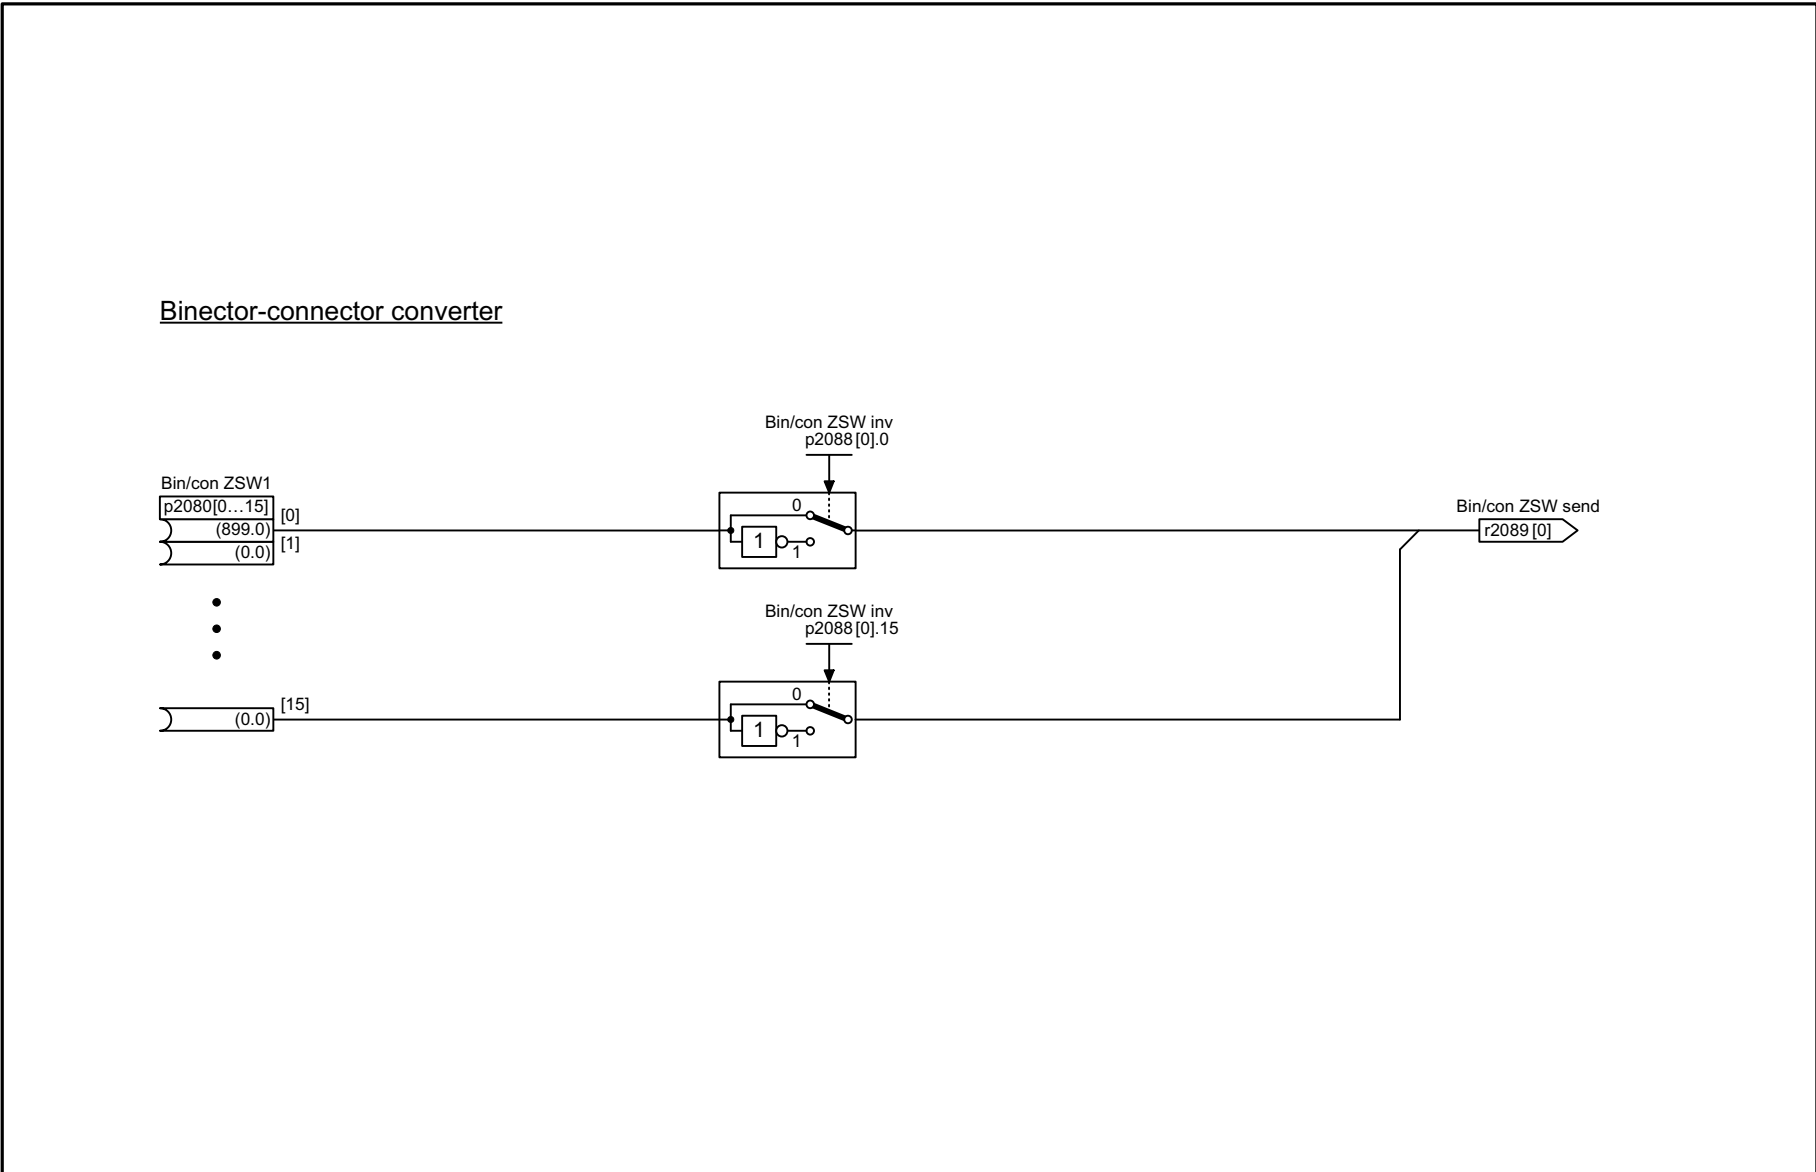 Binector-connector converter
Bin/con ZSW inv
p2088[0].0
Bin/con ZSW1
p2080[0...15]
[0]
(899.0)
[1]
(0.0)
0
1
1
Bin/con ZSW send
r2089[0]
Bin/con ZSW inv
p2088[0].15
[15]
(0.0)
0
1
1